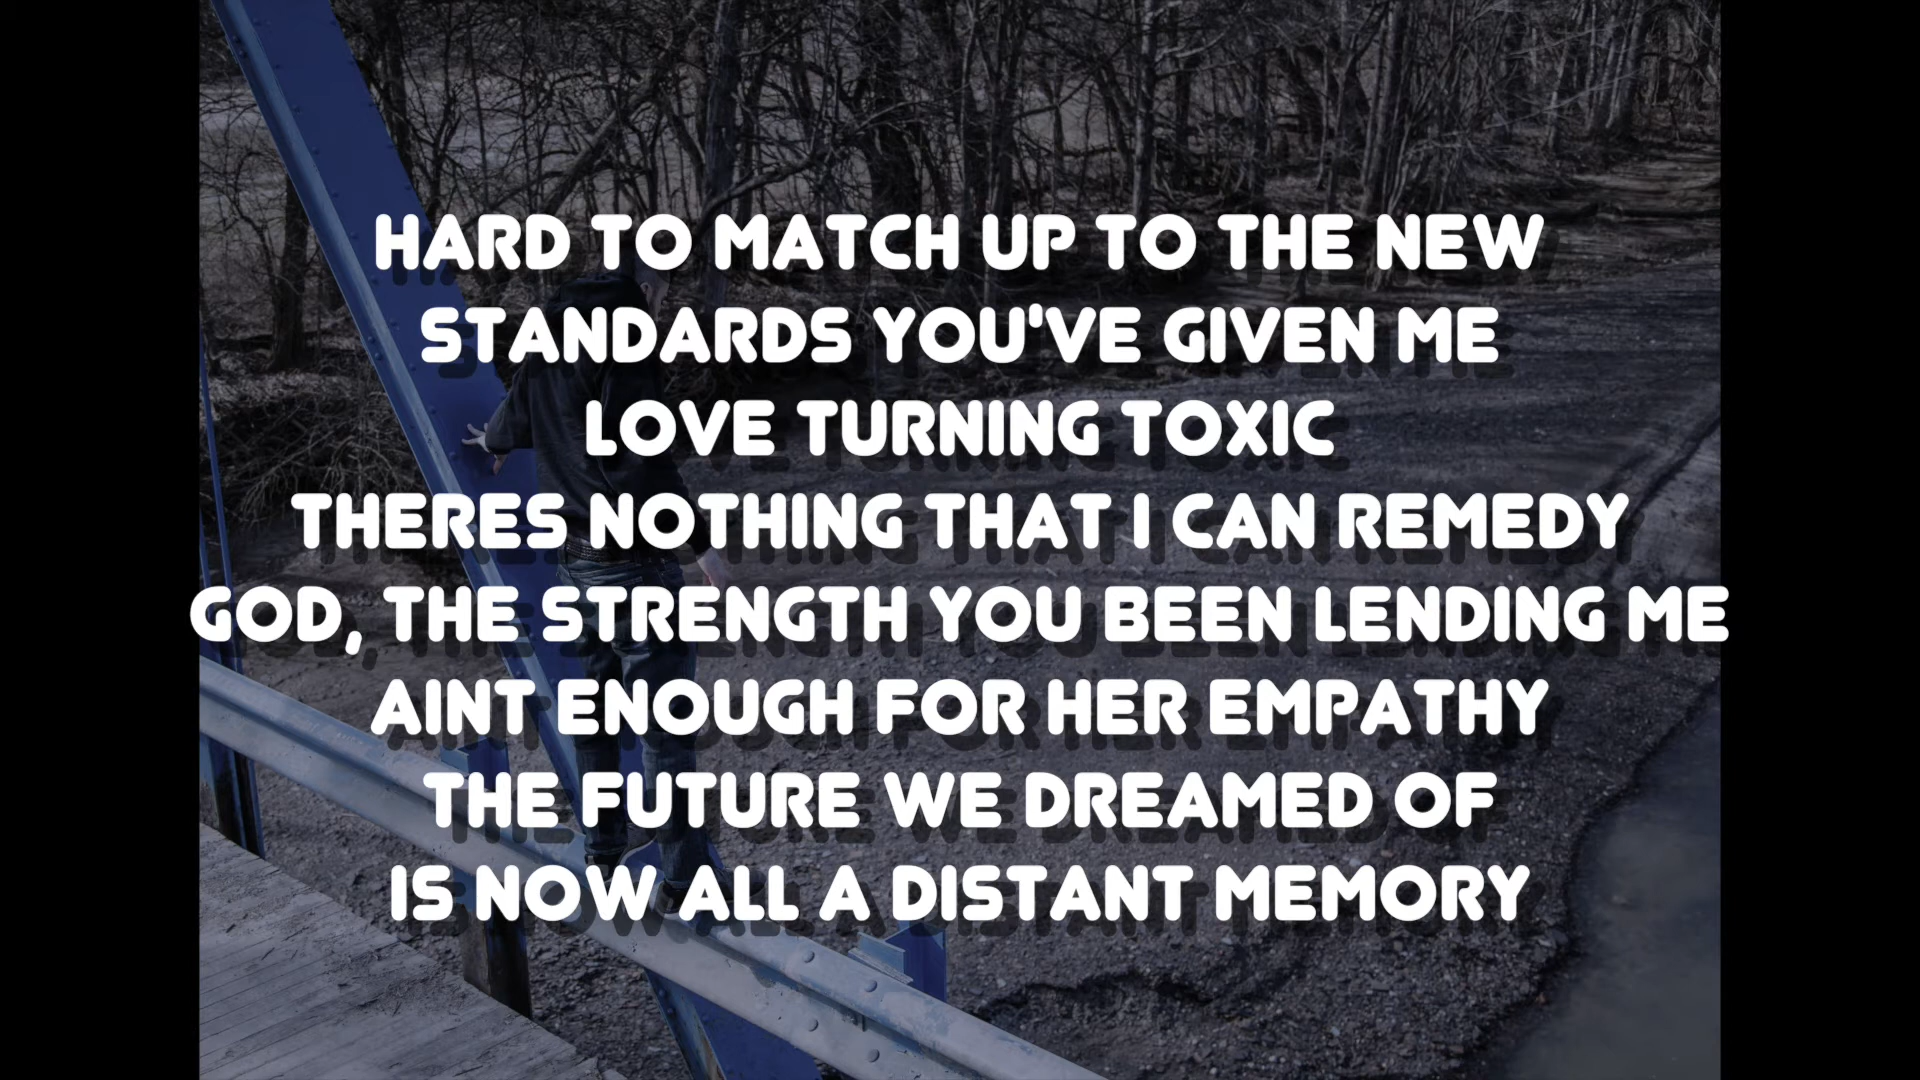 HARD TO MATCH UP TO THE NEW
STANDARDS YOU'VE GIVEN ME
LOVE TURNING TOXIC
THERES NOTHING THAT I CAN REMEDY
GOD, THE STRENGTH YOU BEEN LENDING ME
AINT ENOUGH FOR HER EMPATHY
THE FUTURE WE DREAMED OF
IS NOW ALL A DISTANT MEMORY